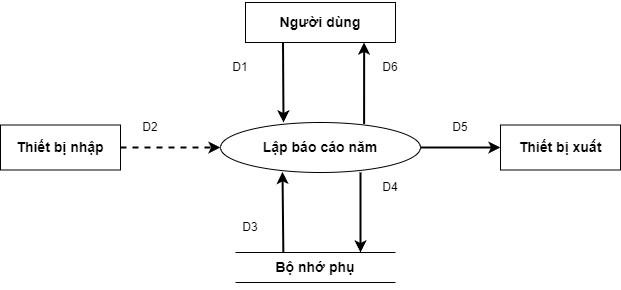 Người dùng
D1
D6
Thiết bị nhập
D2
Lập báo cáo năm
D5
Thiết bị xuất
D3
D4
Bộ nhớ phụ